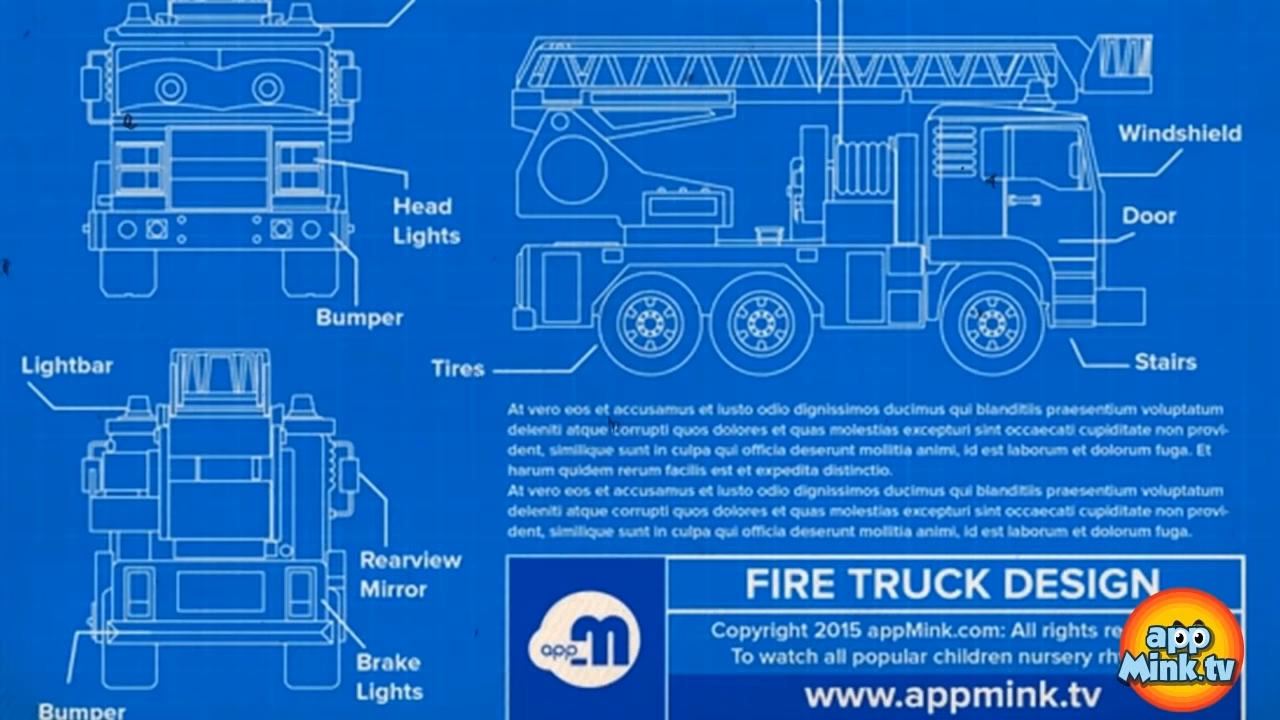 Windshield
Door
Head
Lights
Bumper
Lightbar
Tires
Stairs
At vero eos et accusamus et iusto odio dignissimos ducimus qui blanditiis praesentium voluptatum
deleniti atque corrupti quos dolores et quas molestias excepturi sint occaecati cupiditate non provi-
dent, similique sunt in culpa qui officia deserunt mollitia animi, id est laborum et dolorum fuga. Et
harum quidem rerum facilis est et expedita distinctio.
At vero eos et accusamus et iusto odio dignissimos ducimus qui blanditiis praesentium voluptatum
deleniti atque corrupti quos dolores et quas molestias excepturi sint occaecati cupiditate non provi-
dent, similique sunt in culpa qui officia deserunt mollitia animi, id est laborum et dolorum fuga.
Rearview
Mirror
Brake
Lights
Bumper
app m
FIRE TRUCK DESIGN
Copyright 2015 appMink.com: All rights
To watch all popular children nursery
www.appmink.tv
app
Mink.tv